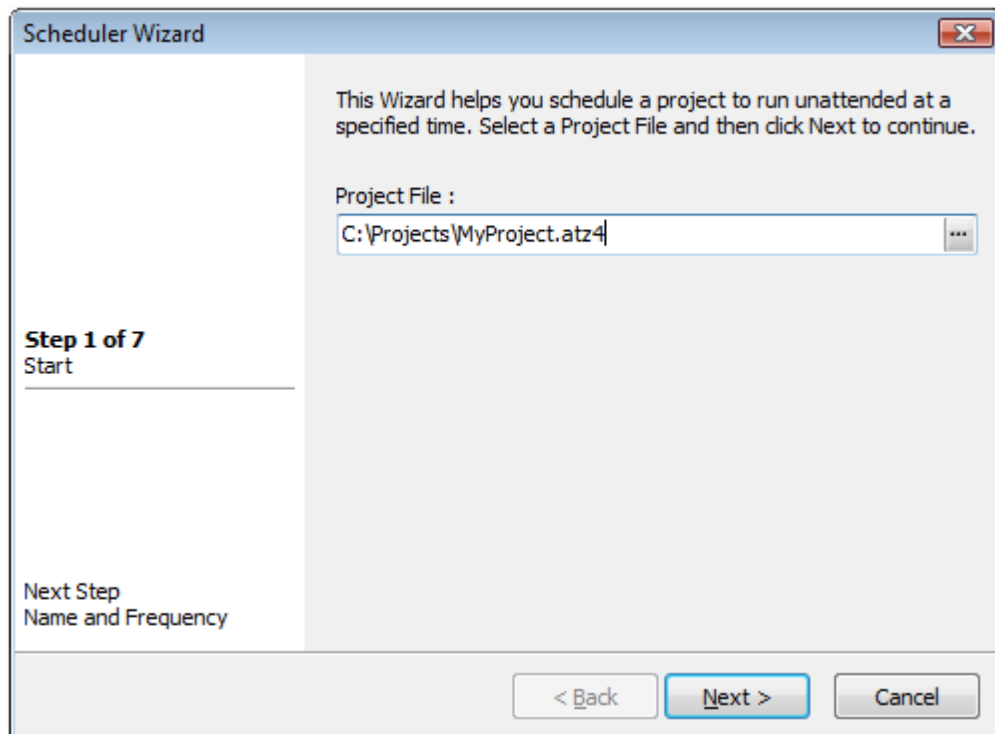 Scheduler Wizard
This Wizard helps you schedule a project to run unattended at a
specified time. Select a Project File and then click Next to continue.
Project File :
C:\Projects\MyProject.atz4
...
Step 1 of 7
Start
Next Step
Name and Frequency
< Back
Next >
Cancel